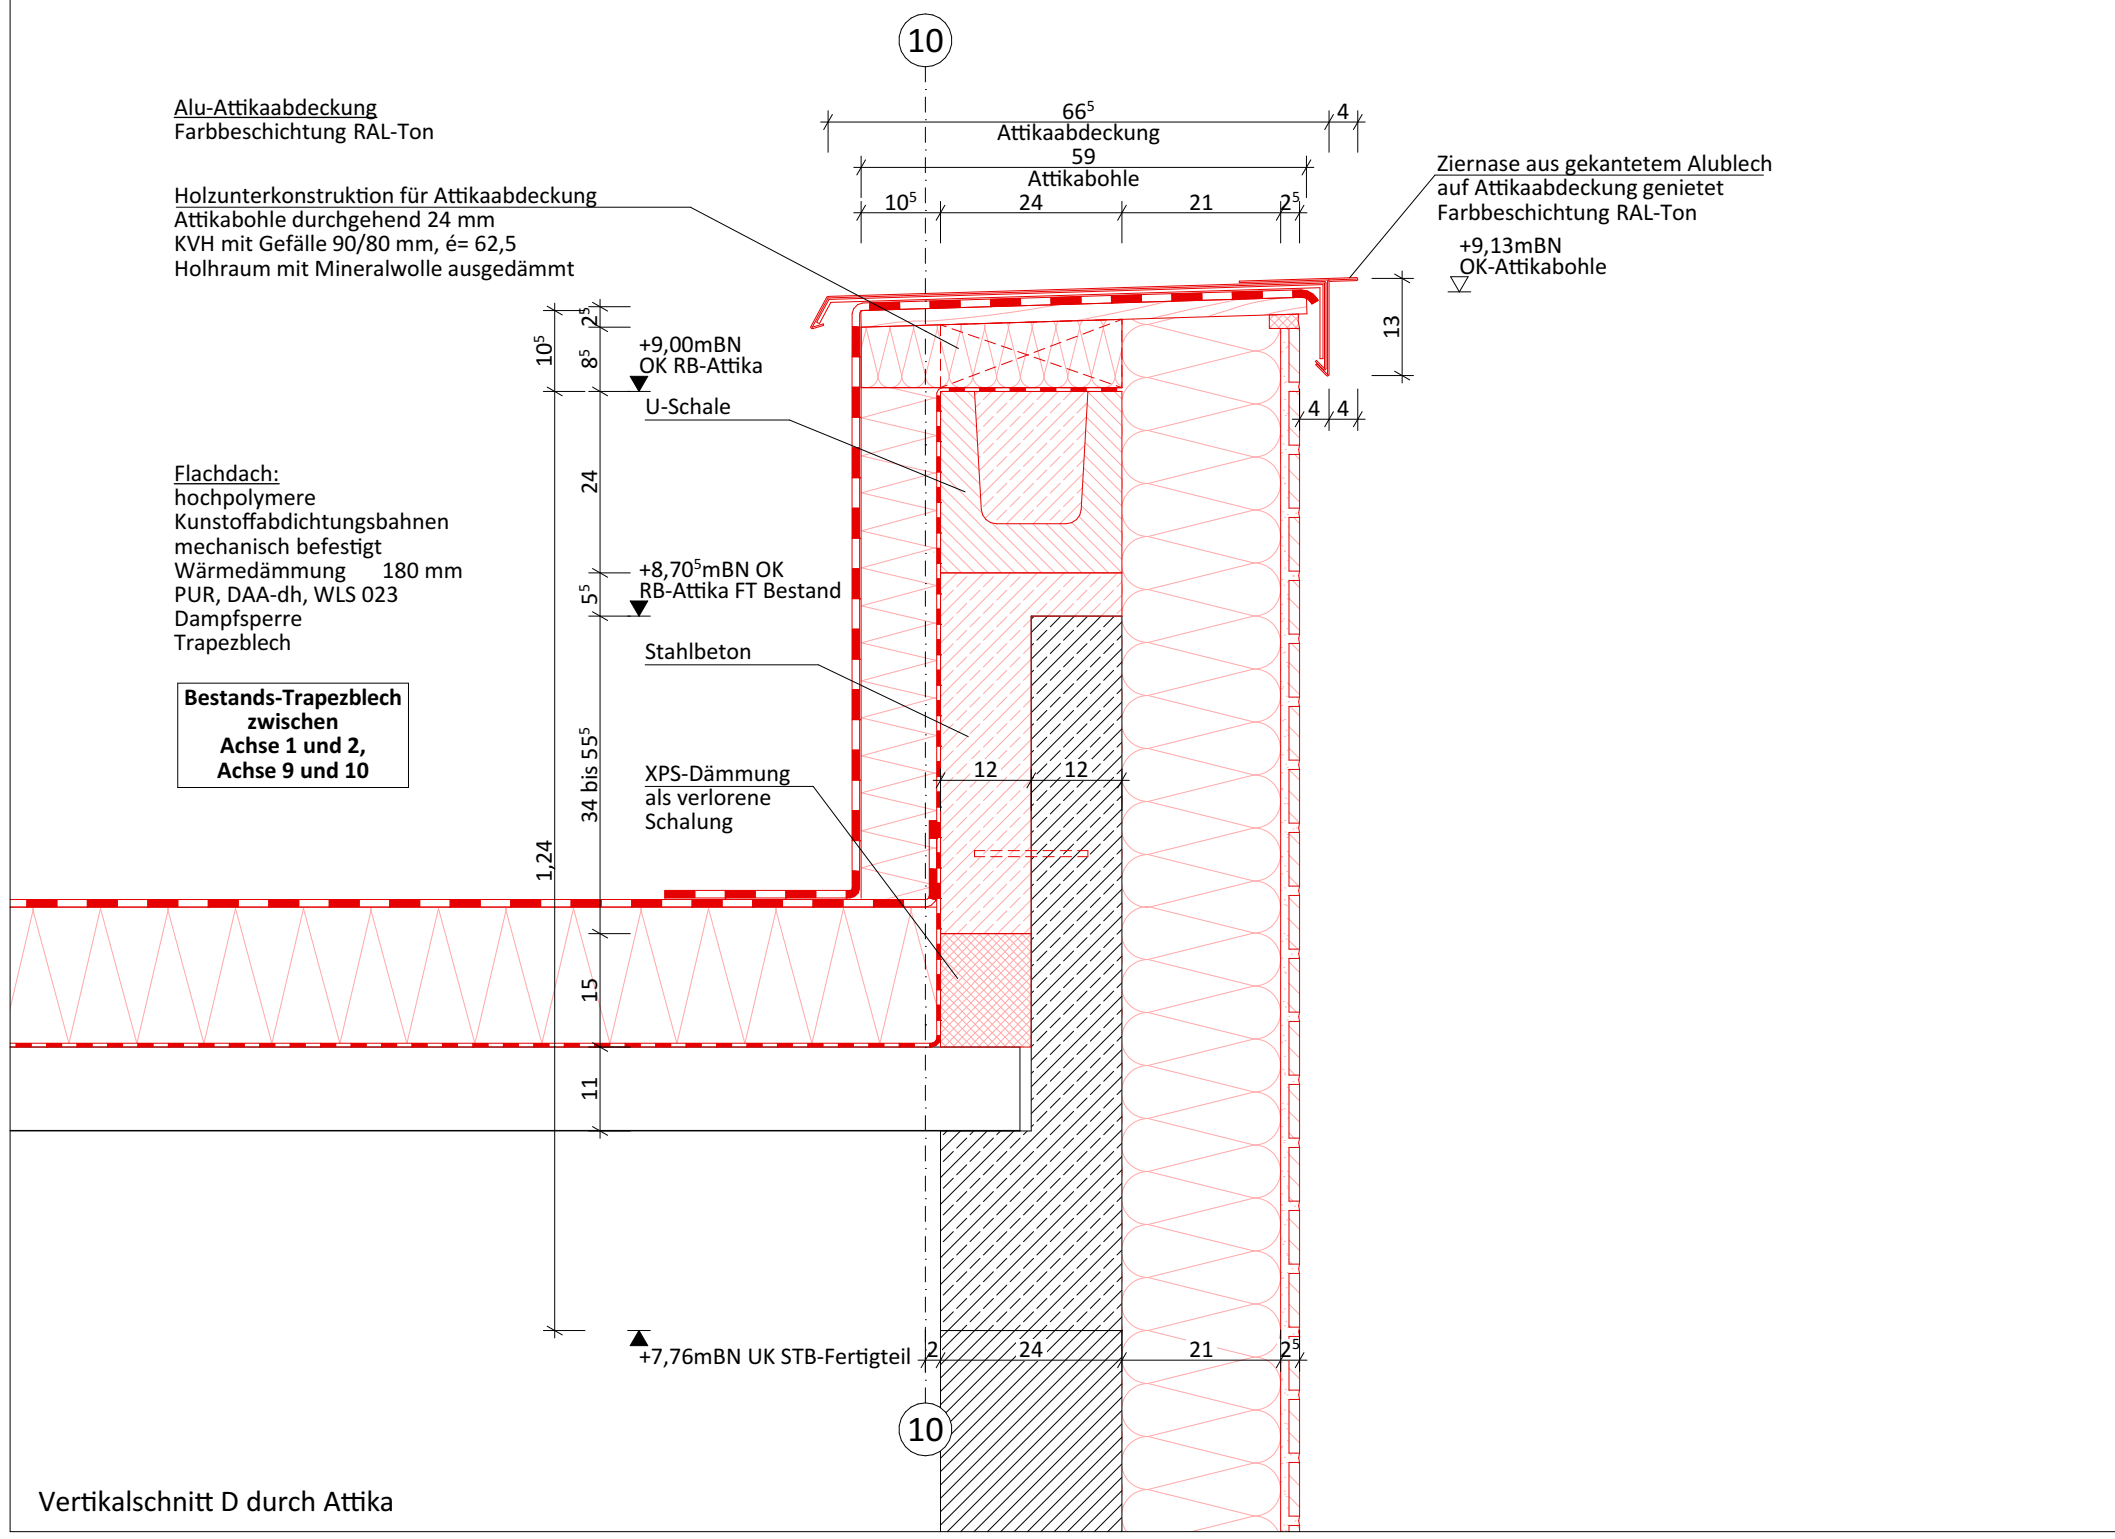 10
Alu-Attikaabdeckung
Farbbeschichtung RAL-Ton
66⁵
4
Attikaabdeckung
59
Attikabohle
10⁵
24
21
2⁵
Ziernase aus gekantetem Alublech
auf Attikaabdeckung genietet
Farbbeschichtung RAL-Ton
+9,13mBN
OK-Attikabohle
Holzunterkonstruktion für Attikaabdeckung
Attikabohle durchgehend 24 mm
KVH mit Gefälle 90/80 mm, é= 62,5
Holhraum mit Mineralwolle ausgedämmt
2⁵
10⁵
8⁵
+9,00mBN
OK RB-Attika
13
U-Schale
4
4
Flachdach:
hochpolymere
Kunstoffabdichtungsbahnen
mechanisch befestigt
Wärmedämmung 180 mm
PUR, DAA-dh, WLS 023
Dampfsperre
Trapezblech
24
5⁵
+8,70⁵mBN OK
RB-Attika FT Bestand
Stahlbeton
Bestands-Trapezblech
zwischen
Achse 1 und 2,
Achse 9 und 10
34 bis 55⁵
XPS-Dämmung
als verlorene
Schalung
12
12
1,24
15
11
+7,76mBN UK STB-Fertigteil
2
24
21
2⁵
10
Vertikalschnitt D durch Attika